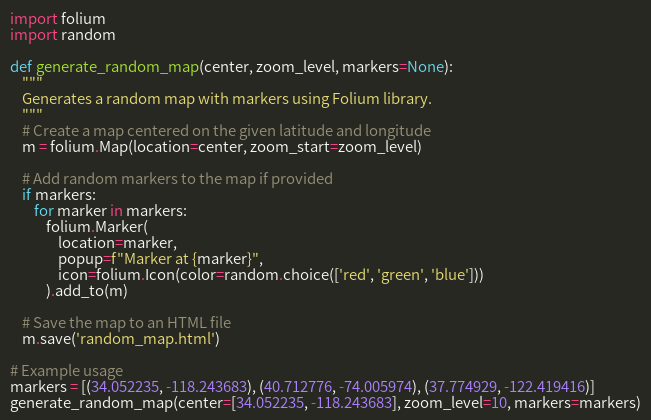 import folium
import random

def generate_random_map(center, zoom_level, markers=None):
    """
    Generates a random map with markers using Folium library.
    """
    # Create a map centered on the given latitude and longitude
    m = folium.Map(location=center, zoom_start=zoom_level)

    # Add random markers to the map if provided
    if markers:
        for marker in markers:
            folium.Marker(
                location=marker,
                popup=f"Marker at {marker}",
                icon=folium.Icon(color=random.choice(['red', 'green', 'blue']))
            ).add_to(m)

    # Save the map to an HTML file
    m.save('random_map.html')

# Example usage
markers = [(34.052235, -118.243683), (40.712776, -74.005974), (37.774929, -122.419416)]
generate_random_map(center=[34.052235, -118.243683], zoom_level=10, markers=markers)